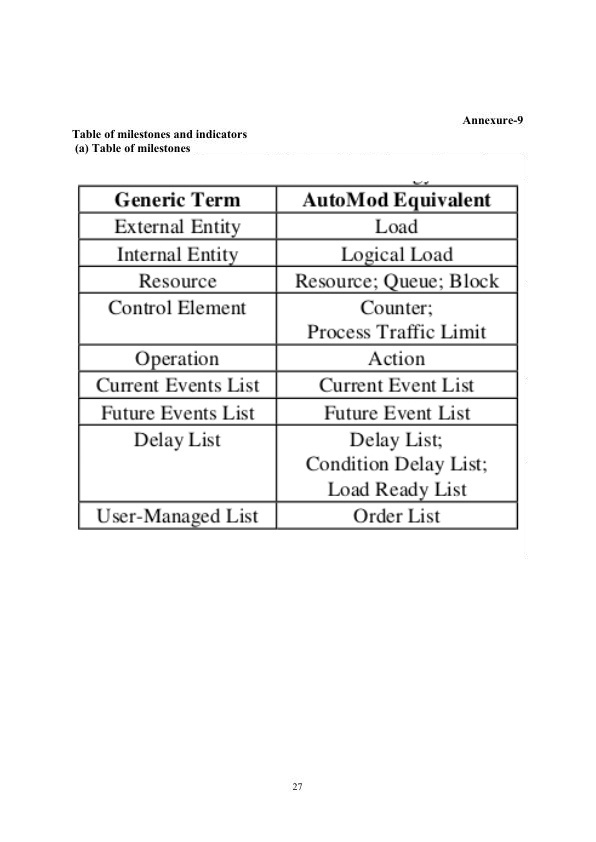 Annexure-9
Table of milestones and indicators
(a) Table of milestones
Generic Term AutoMod Equivalent
External Entity Load
Internal Entity Logical Load
Resource Resource; Queue; Block
Control Element Counter;
Process Traffic Limit
Operation Action
Current Events List Current Event List
Future Events List Future Event List
Delay List Delay List;
Condition Delay List;
Load Ready List
User-Managed List Order List
27